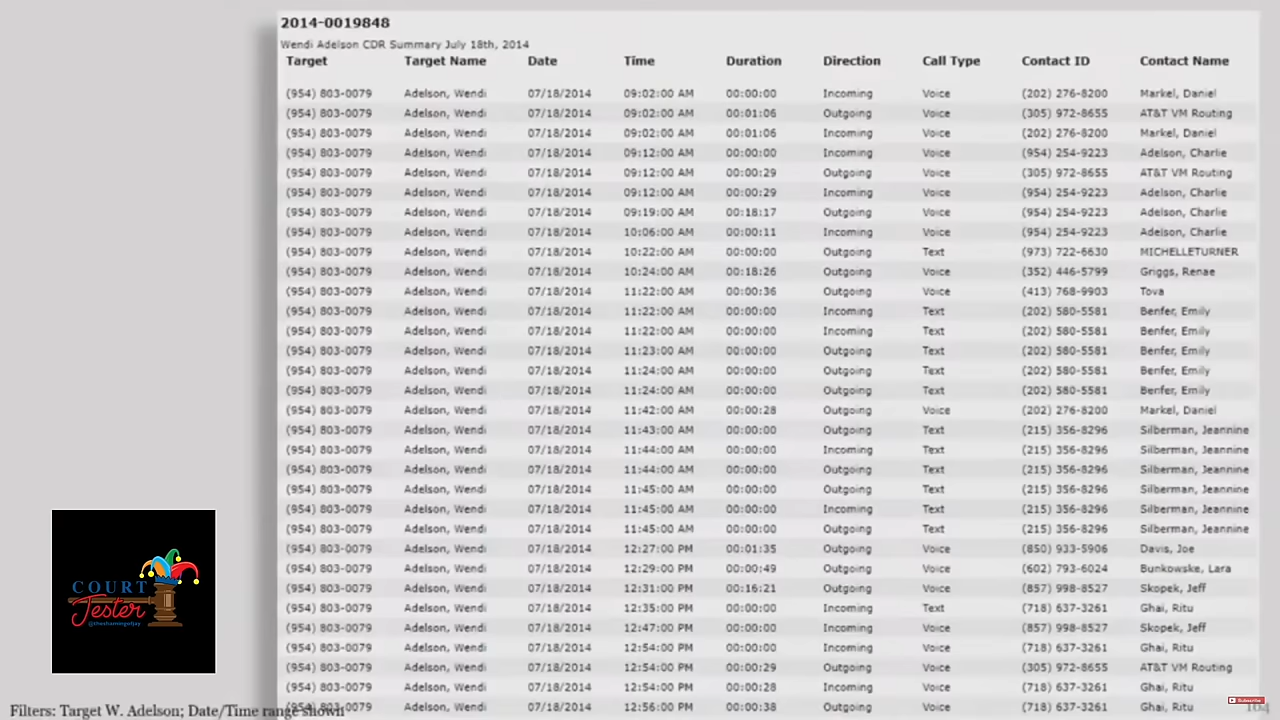 2014-0019848
Wendi Adelson CDR Summary July 18th, 2014
Target Target Name Date Time Duration Direction Call Type Contact ID Contact Name
(954) 803-0079 Adelson, Wendi 07/18/2014 09:02:00 AM 00:00:00 Incoming Voice (202) 276-8200 Markel, Daniel
(954) 803-0079 Adelson, Wendi 07/18/2014 09:02:00 AM 00:01:06 Outgoing Voice (305) 972-8655 AT&T VM Routing
(954) 803-0079 Adelson, Wendi 07/18/2014 09:02:00 AM 00:01:06 Incoming Voice (202) 276-8200 Markel, Daniel
(954) 803-0079 Adelson, Wendi 07/18/2014 09:12:00 AM 00:00:00 Incoming Voice (954) 254-9223 Adelson, Charlie
(954) 803-0079 Adelson, Wendi 07/18/2014 09:12:00 AM 00:00:29 Outgoing Voice (305) 972-8655 AT&T VM Routing
(954) 803-0079 Adelson, Wendi 07/18/2014 09:12:00 AM 00:00:29 Incoming Voice (954) 254-9223 Adelson, Charlie
(954) 803-0079 Adelson, Wendi 07/18/2014 09:19:00 AM 00:18:17 Outgoing Voice (954) 254-9223 Adelson, Charlie
(954) 803-0079 Adelson, Wendi 07/18/2014 10:06:00 AM 00:00:11 Incoming Voice (954) 254-9223 Adelson, Charlie
(954) 803-0079 Adelson, Wendi 07/18/2014 10:22:00 AM 00:00:00 Outgoing Text (973) 722-6630 MICHELLETURNER
(954) 803-0079 Adelson, Wendi 07/18/2014 10:24:00 AM 00:18:26 Outgoing Voice (352) 446-5799 Griggs, Renae
(954) 803-0079 Adelson, Wendi 07/18/2014 11:22:00 AM 00:00:36 Outgoing Voice (413) 768-9903 Tova
(954) 803-0079 Adelson, Wendi 07/18/2014 11:22:00 AM 00:00:00 Incoming Text (202) 580-5581 Benfer, Emily
(954) 803-0079 Adelson, Wendi 07/18/2014 11:22:00 AM 00:00:00 Incoming Text (202) 580-5581 Benfer, Emily
(954) 803-0079 Adelson, Wendi 07/18/2014 11:23:00 AM 00:00:00 Outgoing Text (202) 580-5581 Benfer, Emily
(954) 803-0079 Adelson, Wendi 07/18/2014 11:24:00 AM 00:00:00 Outgoing Text (202) 580-5581 Benfer, Emily
(954) 803-0079 Adelson, Wendi 07/18/2014 11:24:00 AM 00:00:00 Outgoing Text (202) 580-5581 Benfer, Emily
(954) 803-0079 Adelson, Wendi 07/18/2014 11:42:00 AM 00:00:28 Outgoing Voice (202) 276-8200 Markel, Daniel
(954) 803-0079 Adelson, Wendi 07/18/2014 11:43:00 AM 00:00:00 Outgoing Text (215) 356-8296 Silberman, Jeannine
(954) 803-0079 Adelson, Wendi 07/18/2014 11:44:00 AM 00:00:00 Incoming Text (215) 356-8296 Silberman, Jeannine
(954) 803-0079 Adelson, Wendi 07/18/2014 11:44:00 AM 00:00:00 Outgoing Text (215) 356-8296 Silberman, Jeannine
(954) 803-0079 Adelson, Wendi 07/18/2014 11:45:00 AM 00:00:00 Outgoing Text (215) 356-8296 Silberman, Jeannine
(954) 803-0079 Adelson, Wendi 07/18/2014 11:45:00 AM 00:00:00 Incoming Text (215) 356-8296 Silberman, Jeannine
(954) 803-0079 Adelson, Wendi 07/18/2014 11:45:00 AM 00:00:00 Outgoing Text (215) 356-8296 Silberman, Jeannine
(954) 803-0079 Adelson, Wendi 07/18/2014 12:27:00 PM 00:01:35 Outgoing Voice (850) 933-5906 Davis, Joe
(954) 803-0079 Adelson, Wendi 07/18/2014 12:29:00 PM 00:00:49 Outgoing Voice (602) 793-6024 Bunkowske, Lara
(954) 803-0079 Adelson, Wendi 07/18/2014 12:31:00 PM 00:16:21 Outgoing Voice (857) 998-8527 Skopek, Jeff
(954) 803-0079 Adelson, Wendi 07/18/2014 12:35:00 PM 00:00:00 Incoming Text (718) 637-3261 Ghai, Ritu
(954) 803-0079 Adelson, Wendi 07/18/2014 12:47:00 PM 00:00:00 Incoming Voice (857) 998-8527 Skopek, Jeff
(954) 803-0079 Adelson, Wendi 07/18/2014 12:54:00 PM 00:00:00 Incoming Voice (718) 637-3261 Ghai, Ritu
(954) 803-0079 Adelson, Wendi 07/18/2014 12:54:00 PM 00:00:29 Outgoing Voice (305) 972-8655 AT&T VM Routing
(954) 803-0079 Adelson, Wendi 07/18/2014 12:54:00 PM 00:00:28 Incoming Voice (718) 637-3261 Ghai, Ritu
(954) 803-0079 Adelson, Wendi 07/18/2014 12:56:00 PM 00:00:38 Outgoing Voice (718) 637-3261 Ghai, Ritu
COURT
Jester
Filters: Target W. Adelson; Date/Time range shown
Subscribe
104